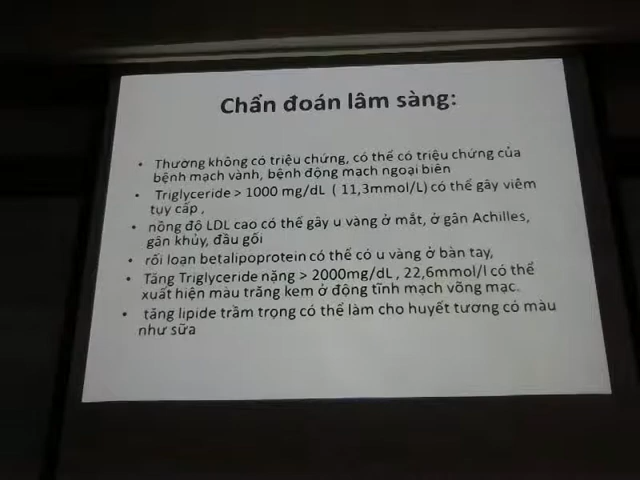 Chẩn đoán lâm sàng:
• Thường không có triệu chứng, có thể có triệu chứng của
bệnh mạch vành, bệnh động mạch ngoại biên
• Triglyceride > 1000 mg/dL ( 11,3mmol/L) có thể gây viêm
tuỵ cấp ,
• nồng độ LDL cao có thể gây u vàng ở mắt, ở gân Achilles,
gân khủy, đầu gối
• rối loạn betalipoprotein có thể có u vàng ở bàn tay,
• Tăng Triglyceride nặng > 2000mg/dL , 22,6mmol/l có thể
xuất hiện màu trắng kem ở động tĩnh mạch võng mạc.
• tăng lipide trầm trọng có thể làm cho huyết tương có màu
như sữa